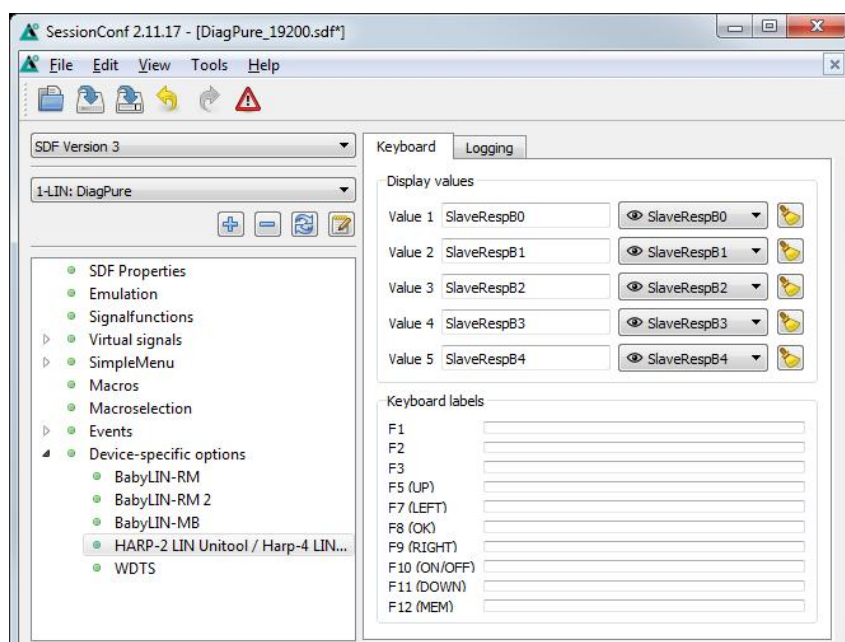 SessionConf 2.11.17 - [DiagPure_19200.sdf*]
File Edit View Tools Help
SDF Version 3
1-LIN: DiagPure
SDF Properties
Emulation
Signalfunctions
Virtual signals
SimpleMenu
Macros
Macroselection
Events
Device-specific options
BabyLIN-RM
BabyLIN-RM 2
BabyLIN-MB
HARP-2 LIN Unitool / Harp-4 LIN...
WDTS
Keyboard Logging
Display values
Value 1 SlaveRespB0 SlaveRespB0
Value 2 SlaveRespB1 SlaveRespB1
Value 3 SlaveRespB2 SlaveRespB2
Value 4 SlaveRespB3 SlaveRespB3
Value 5 SlaveRespB4 SlaveRespB4
Keyboard labels
F1
F2
F3
F5 (UP)
F7 (LEFT)
F8 (OK)
F9 (RIGHT)
F10 (ON/OFF)
F11 (DOWN)
F12 (MEM)